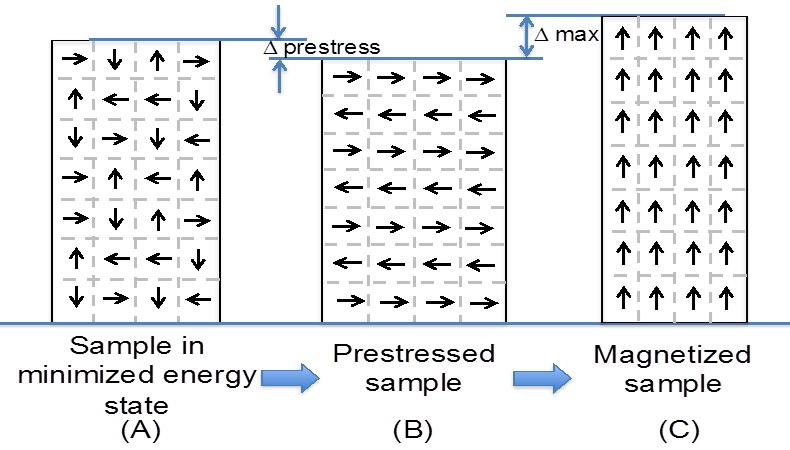 Δ prestress
Δ max
Sample in
minimized energy
state
(A)
Prestressed
sample
(B)
Magnetized
sample
(C)